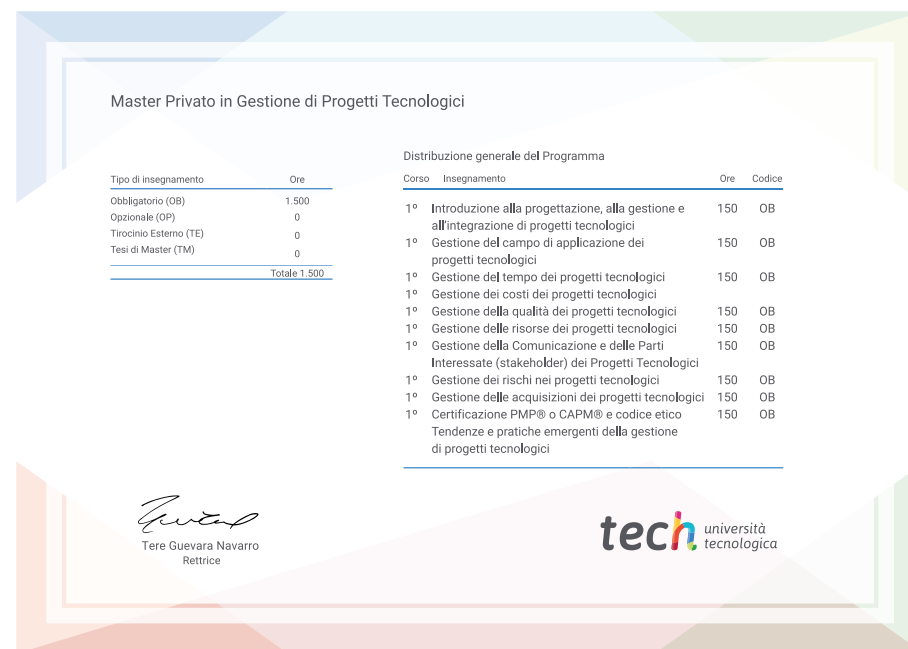 Master Privato in Gestione di Progetti Tecnologici
Tipo di insegnamento Ore
Obbligatorio (OB) 1.500
Opzionale (OP) 0
Tirocinio Esterno (TE) 0
Tesi di Master (TM) 0
Totale 1.500
Distribuzione generale del Programma
Corso Insegnamento Ore Codice
1º Introduzione alla progettazione, alla gestione e 150 OB
all'integrazione di progetti tecnologici
1º Gestione del campo di applicazione dei 150 OB
progetti tecnologici
1º Gestione del tempo dei progetti tecnologici 150 OB
1º Gestione dei costi dei progetti tecnologici
1º Gestione della qualità dei progetti tecnologici 150 OB
1º Gestione delle risorse dei progetti tecnologici 150 OB
1º Gestione della Comunicazione e delle Parti 150 OB
Interessate (stakeholder) dei Progetti Tecnologici
1º Gestione dei rischi nei progetti tecnologici 150 OB
1º Gestione delle acquisizioni dei progetti tecnologici 150 OB
1º Certificazione PMP® o CAPM® e codice etico 150 OB
Tendenze e pratiche emergenti della gestione
di progetti tecnologici
Tere Guevara Navarro
Rettrice
tech università
tecnologica